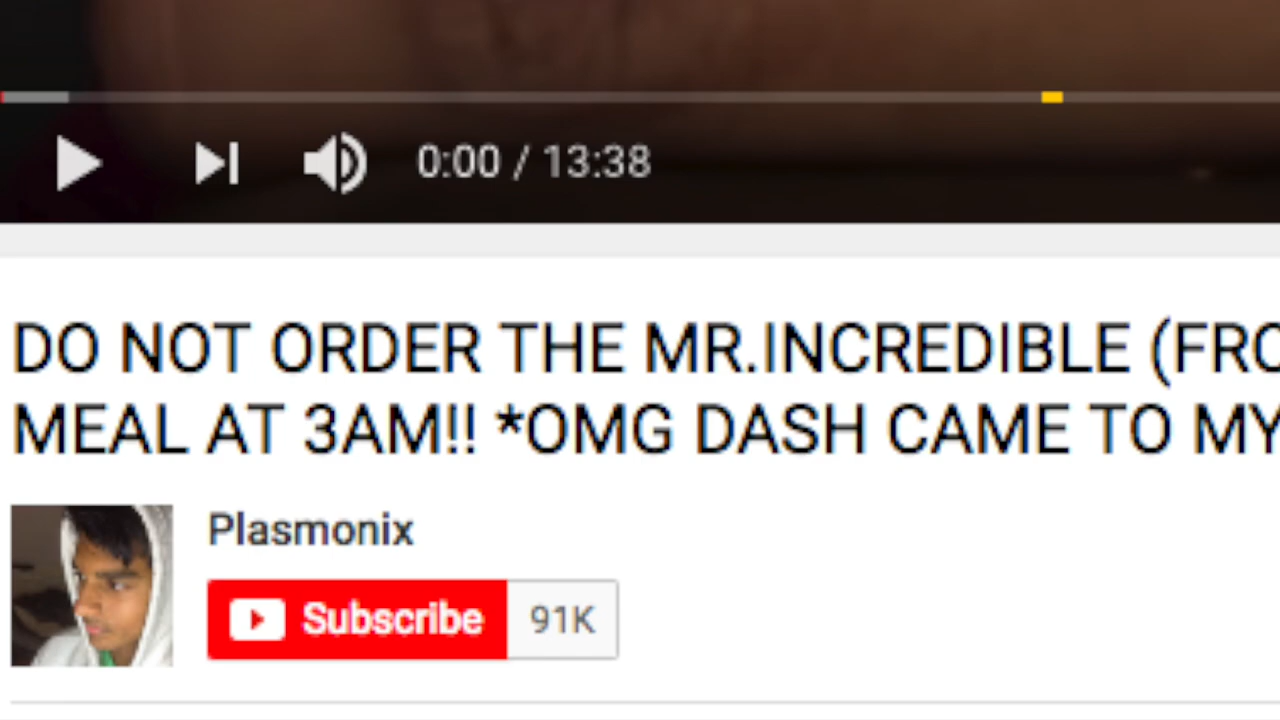 0:00 / 13:38
DO NOT ORDER THE MR.INCREDIBLE (FRO
MEAL AT 3AM!! *OMG DASH CAME TO MY
Plasmonix
Subscribe 91K